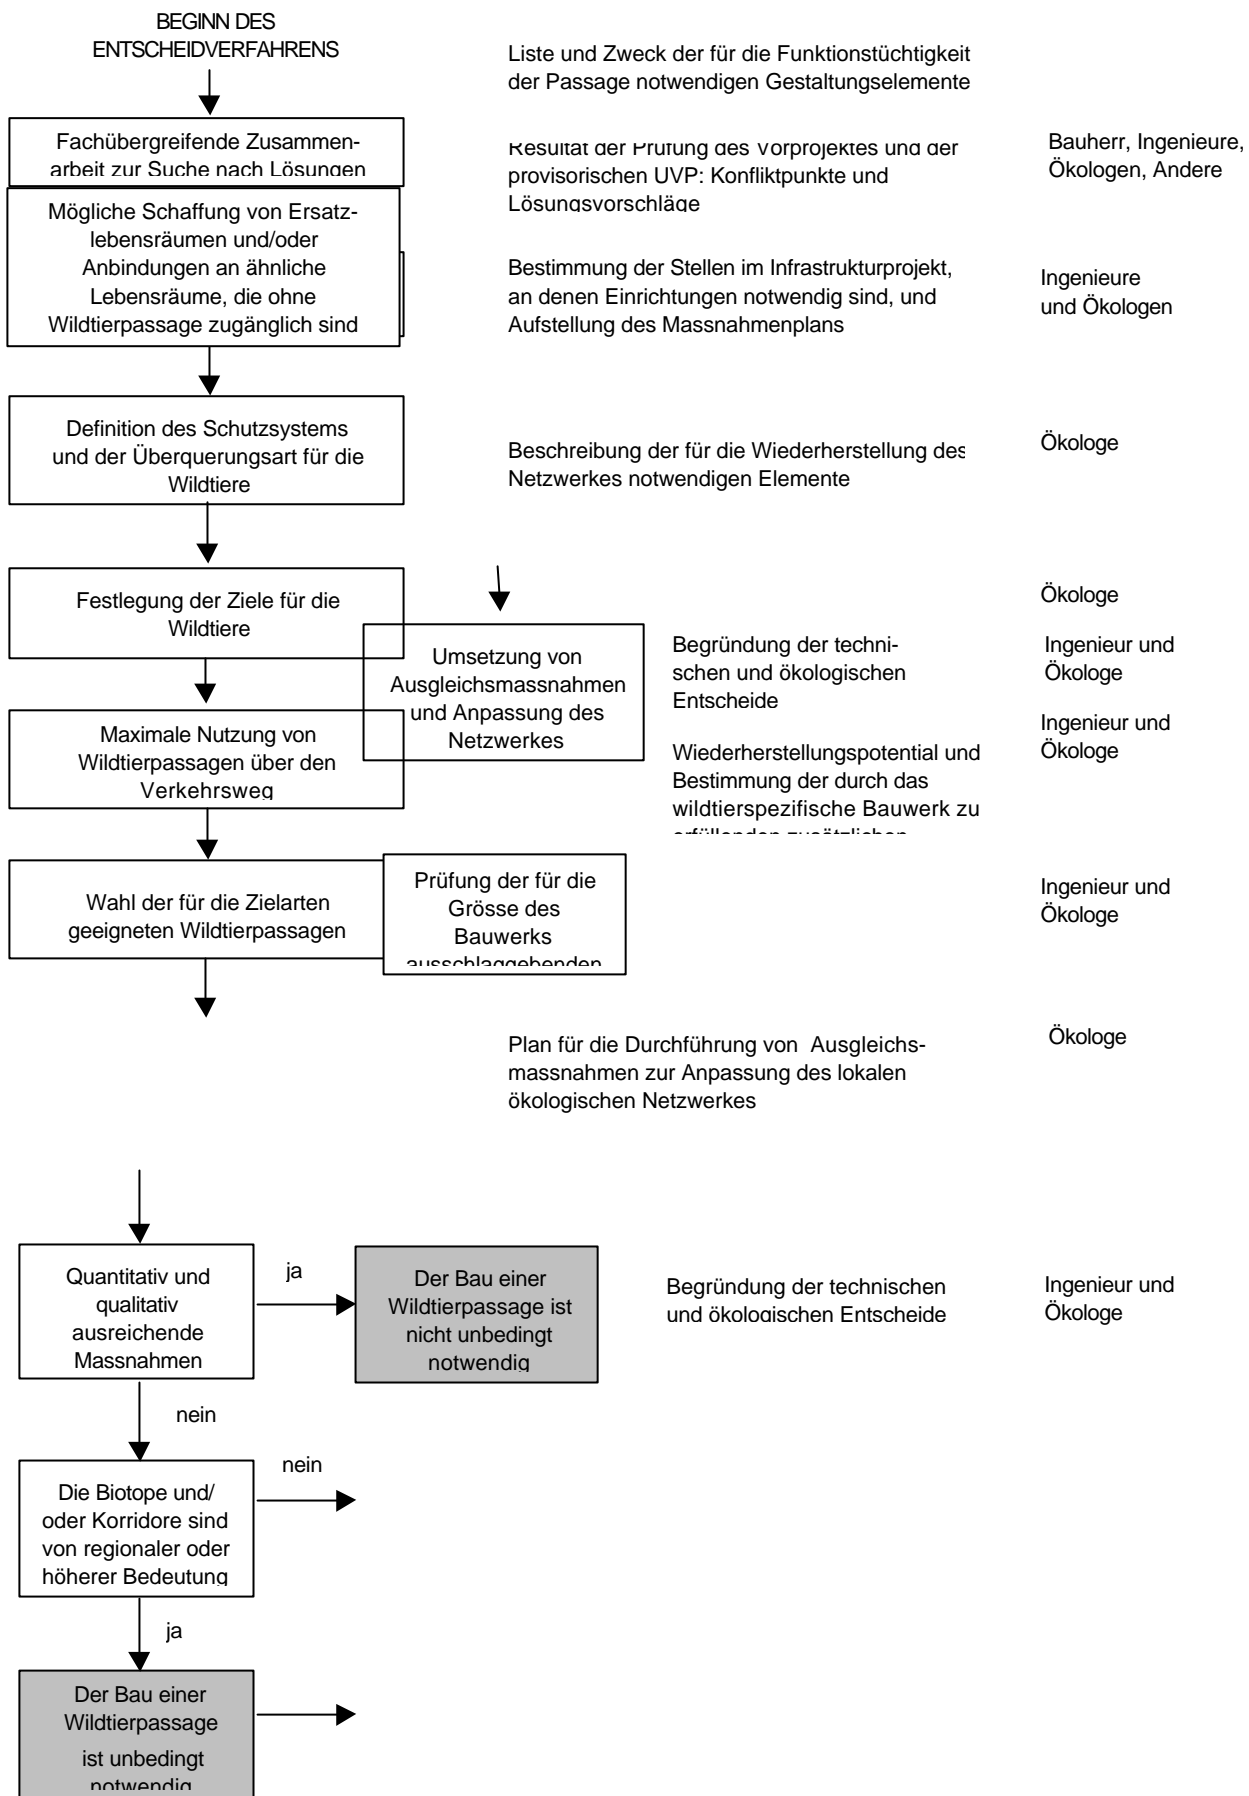 BEGINN DES
ENTSCHEIDVERFAHRENS
Liste und Zweck der für die Funktionstüchtigkeit
der Passage notwendigen Gestaltungselemente
Fachübergreifende Zusammen-
arbeit zur Suche nach Lösungen
Resultat der Prüfung des Vorprojektes und der
provisorischen UVP: Konfliktpunkte und
Lösungsvorschläge
Bauherr, Ingenieure,
Ökologen, Andere
Mögliche Schaffung von Ersatz-
lebensräumen und/oder
Anbindungen an ähnliche
Lebensräume, die ohne
Wildtierpassage zugänglich sind
Bestimmung der Stellen im Infrastrukturprojekt,
an denen Einrichtungen notwendig sind, und
Aufstellung des Massnahmenplans
Ingenieure
und Ökologen
Definition des Schutzsystems
und der Überquerungsart für die
Wildtiere
Beschreibung der für die Wiederherstellung des
Netzwerkes notwendigen Elemente
Ökologe
Festlegung der Ziele für die
Wildtiere
Ökologe
Umsetzung von
Ausgleichsmassnahmen
und Anpassung des
Netzwerkes
Begründung der techni-
schen und ökologischen
Entscheide
Ingenieur und
Ökologe
Maximale Nutzung von
Wildtierpassagen über den
Verkehrsweg
Wiederherstellungspotential und
Bestimmung der durch das
wildtierspezifische Bauwerk zu
erfüllenden zusätzlichen
Ingenieur und
Ökologe
Wahl der für die Zielarten
geeigneten Wildtierpassagen
Prüfung der für die
Grösse des
Bauwerks
ausschlaggebenden
Ingenieur und
Ökologe
Plan für die Durchführung von Ausgleichs-
massnahmen zur Anpassung des lokalen
ökologischen Netzwerkes
Ökologe
Quantitativ und
qualitativ
ausreichende
Massnahmen
ja
Der Bau einer
Wildtierpassage ist
nicht unbedingt
notwendig
Begründung der technischen
und ökologischen Entscheide
Ingenieur und
Ökologe
nein
nein
Die Biotope und/
oder Korridore sind
von regionaler oder
höherer Bedeutung
ja
Der Bau einer
Wildtierpassage
ist unbedingt
notwendig